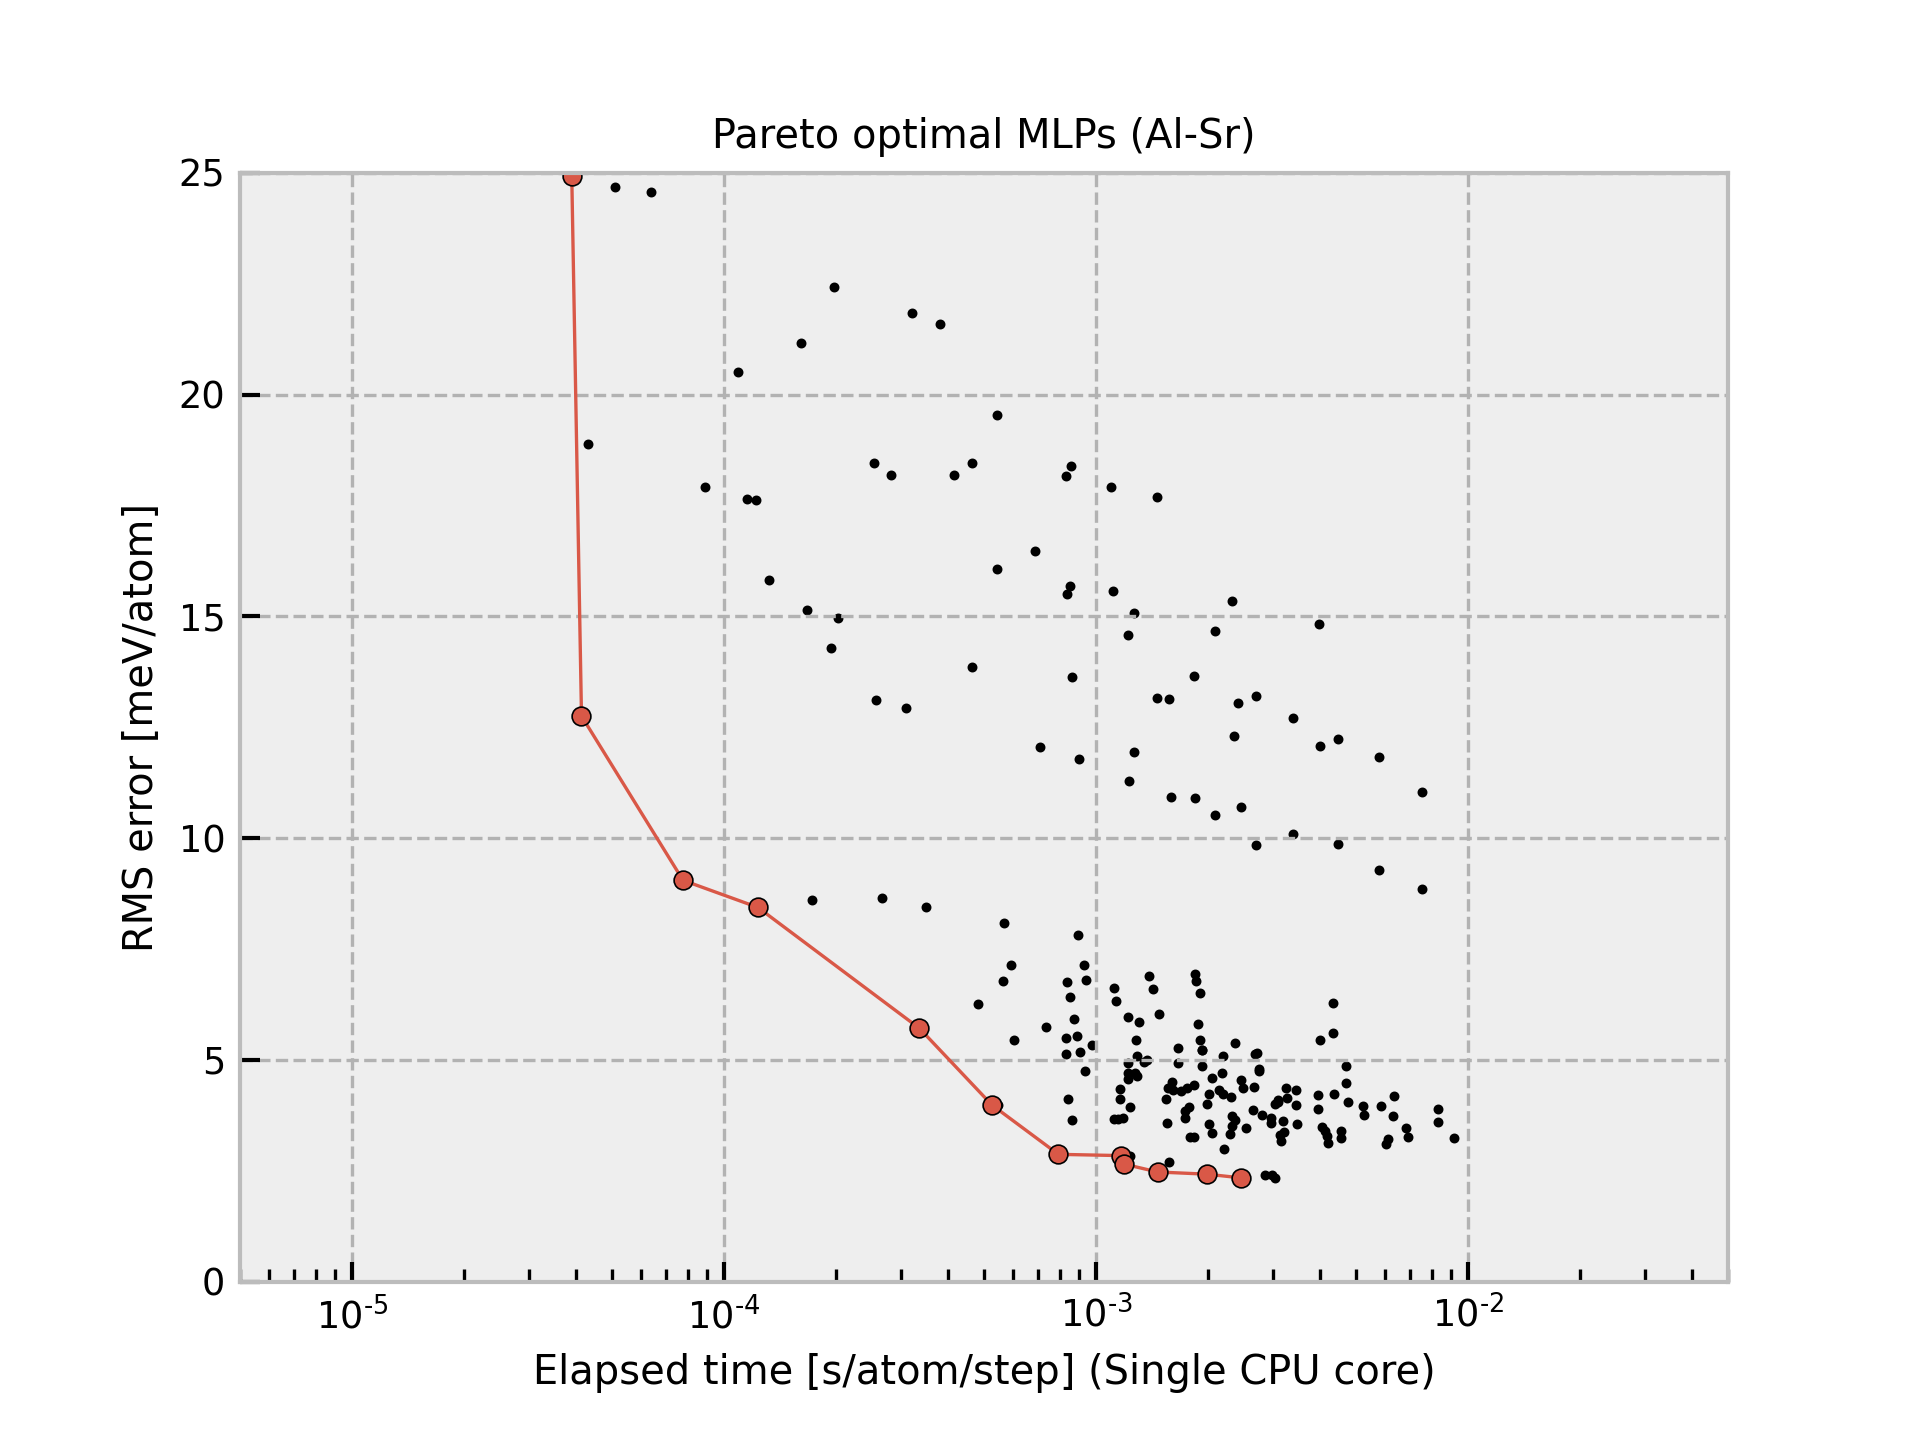 Pareto optimal MLPs (Al-Sr)
25
20
15
10
5
0
RMS error [meV/atom]
10-5 10-4 10-3 10-2
Elapsed time [s/atom/step] (Single CPU core)